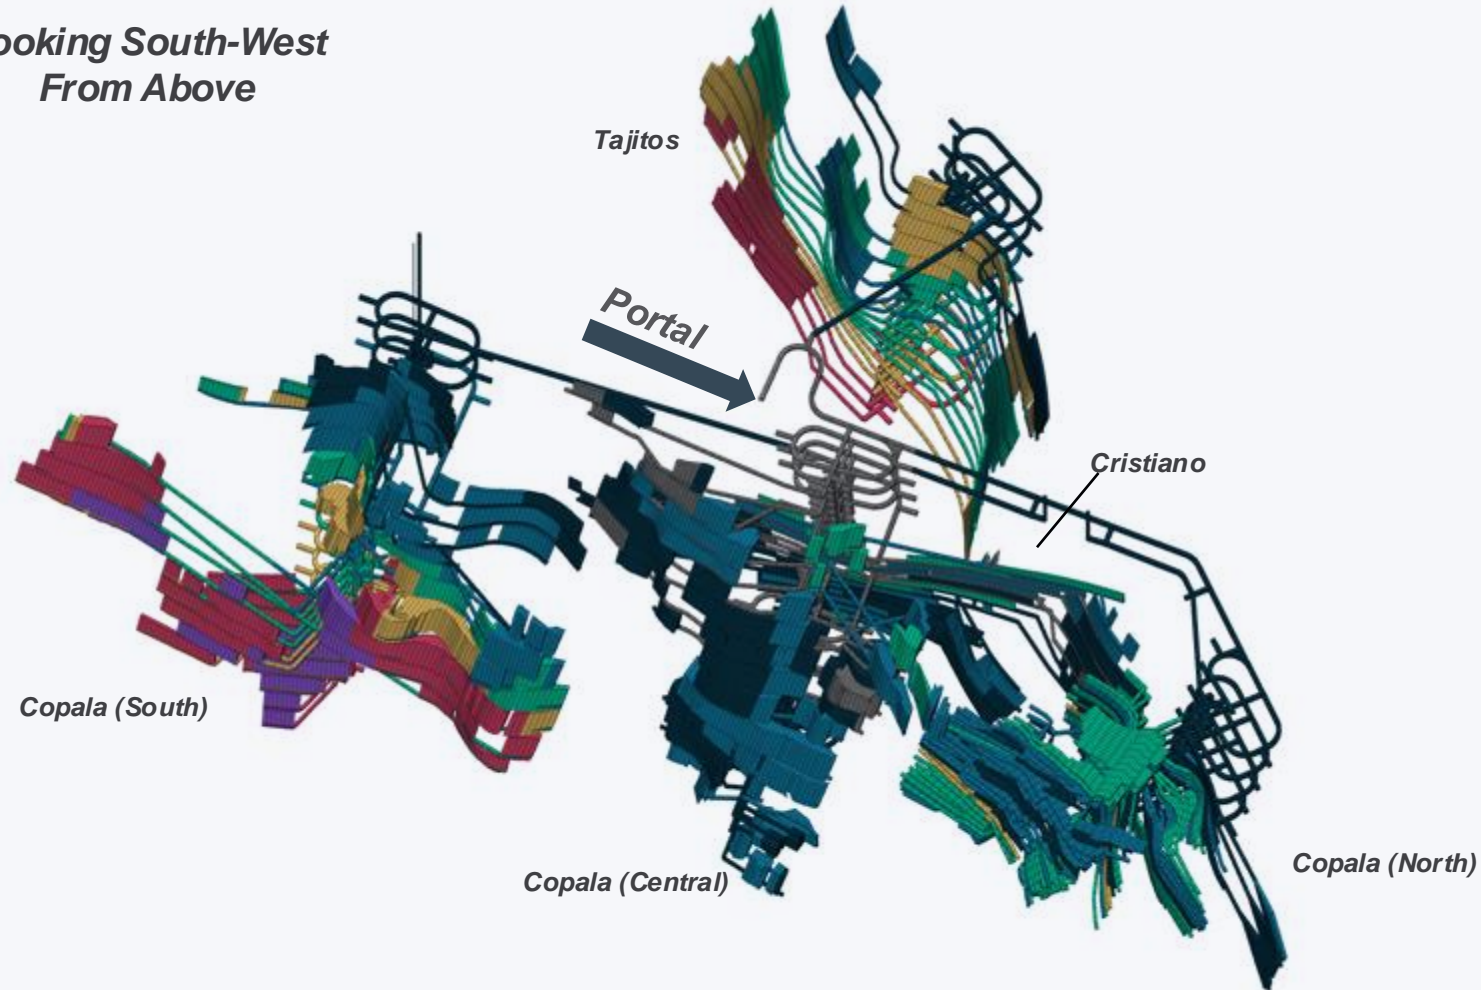 ooking South-West
From Above
Tajitos
Portal
Cristiano
Copala (South)
Copala (Central)
Copala (North)